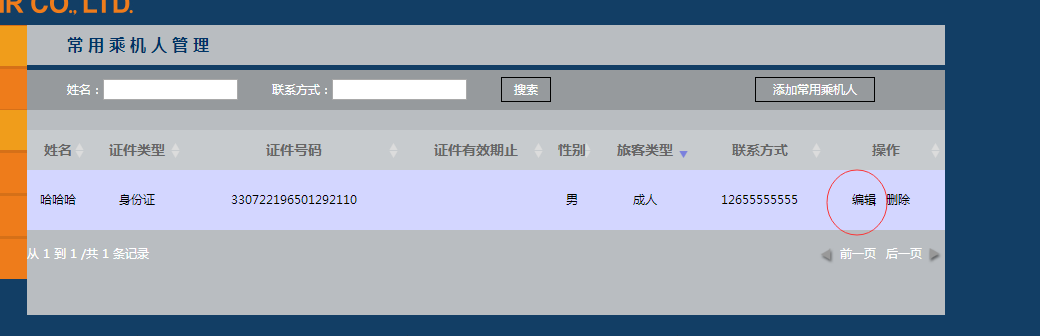 IR CO., LTD.
常用乘机人管理
姓名： 联系方式： 搜索 添加常用乘机人
姓名 证件类型 证件号码 证件有效期止 性别 旅客类型 联系方式 操作
哈哈哈 身份证 330722196501292110 男 成人 12655555555 编辑 删除
从 1 到 1 /共 1 条记录 前一页 后一页